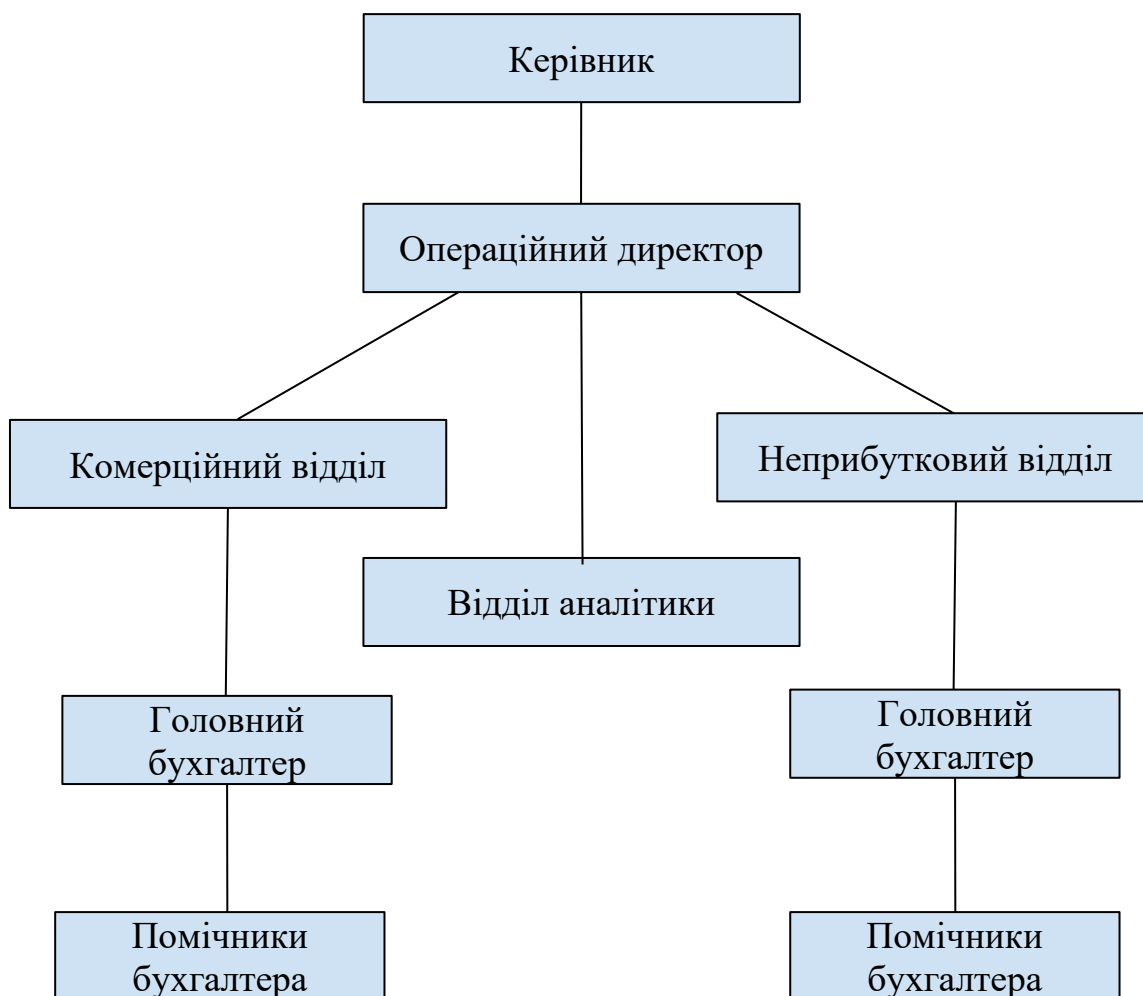 Керівник
Операційний директор
Комерційний відділ
Неприбутковий відділ
Відділ аналітики
Головний
бухгалтер
Головний
бухгалтер
Помічники
бухгалтера
Помічники
бухгалтера